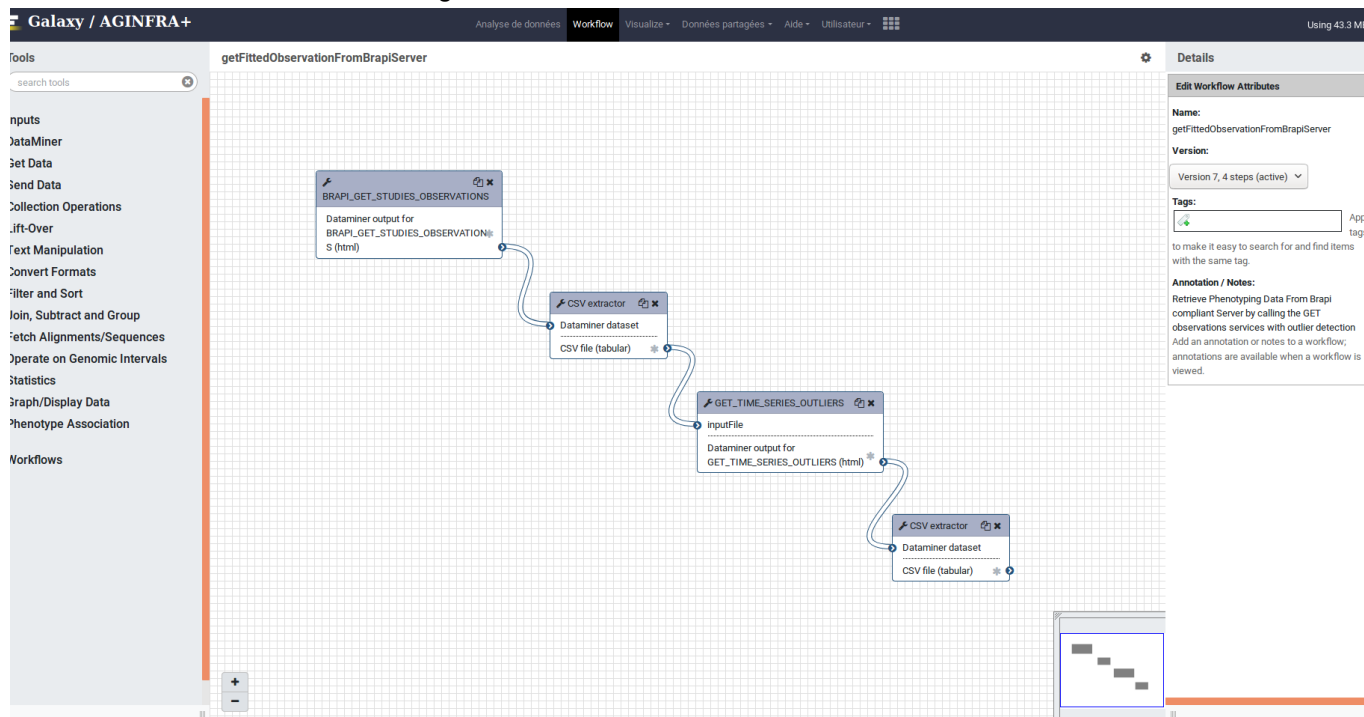 Galaxy / AGINFRA+
Analyse de données Workflow Visualize Données partagées Aide Utilisateur
Using 43.3 M
Tools
search tools
nputs
DataMiner
Get Data
Send Data
Collection Operations
Lift-Over
Text Manipulation
Convert Formats
Filter and Sort
Join, Subtract and Group
Fetch Alignments/Sequences
Operate on Genomic Intervals
Statistics
Graph/Display Data
Phenotype Association
Workflows
getFittedObservationFromBrapiServer
BRAPI_GET_STUDIES_OBSERVATIONS
Dataminer output for
BRAPI_GET_STUDIES_OBSERVATION
S (html)
CSV extractor
Dataminer dataset
CSV file (tabular)
GET_TIME_SERIES_OUTLIERS
inputFile
Dataminer output for
GET_TIME_SERIES_OUTLIERS (html)
CSV extractor
Dataminer dataset
CSV file (tabular)
+
−
Details
Edit Workflow Attributes
Name:
getFittedObservationFromBrapiServer
Version:
Version 7, 4 steps (active)
Tags:
App
tags
to make it easy to search for and find items
with the same tag.
Annotation / Notes:
Retrieve Phenotyping Data From Brapi
compliant Server by calling the GET
observations services with outlier detection
Add an annotation or notes to a workflow;
annotations are available when a workflow is
viewed.